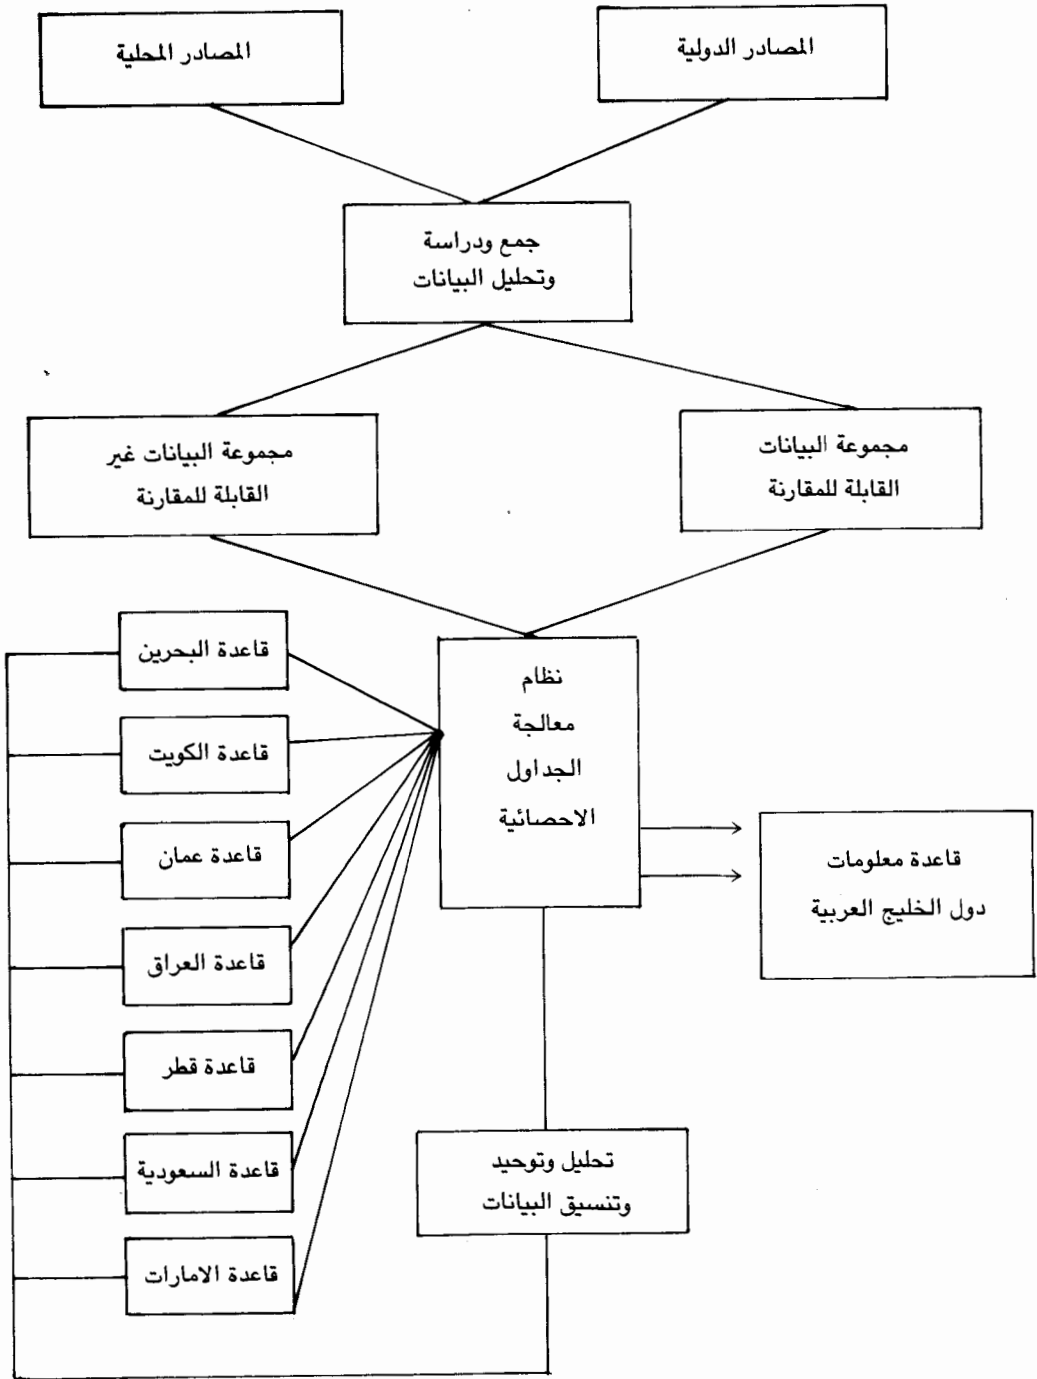 المصادر الدولية
المصادر المحلية
جمع ودراسة
وتحليل البيانات
مجموعة البيانات
القابلة للمقارنة
مجموعة البيانات غير
القابلة للمقارنة
نظام
معالجة
الجداول
الاحصائية
قاعدة البحرين
قاعدة الكويت
قاعدة عمان
قاعدة العراق
قاعدة قطر
قاعدة السعودية
قاعدة الامارات
قاعدة معلومات
دول الخليج العربية
تحليل وتوحيد
وتنسيق البيانات